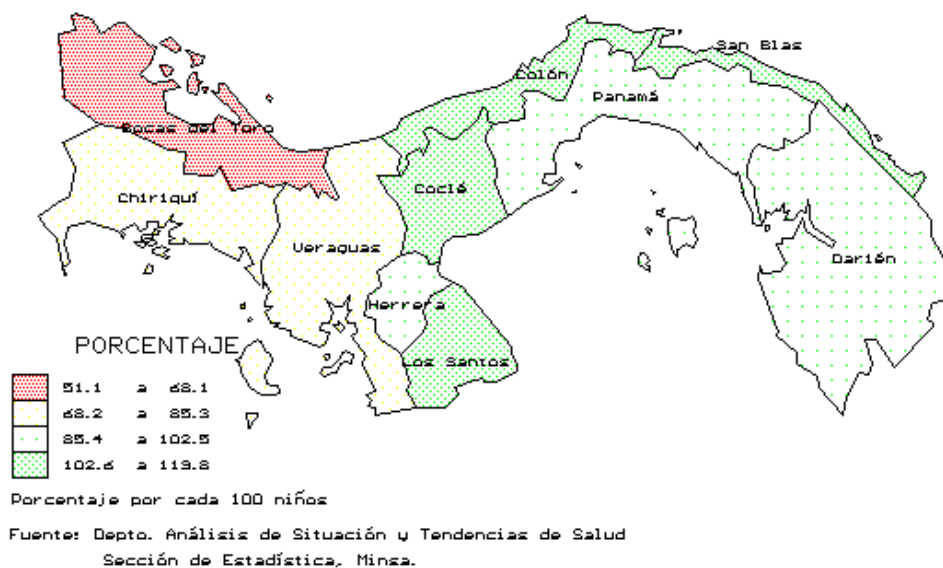 San Blas
Colón
Panamá
Bocas del Toro
Chiriquí
Coclé
Veraguas
Darién
Herrera
Los Santos
PORCENTAJE
51.1 a 68.1
68.2 a 85.3
85.4 a 102.5
102.6 a 119.8
Porcentaje por cada 100 niños
Fuente: Depto. Análisis de Situación y Tendencias de Salud
Sección de Estadística, Minsa.